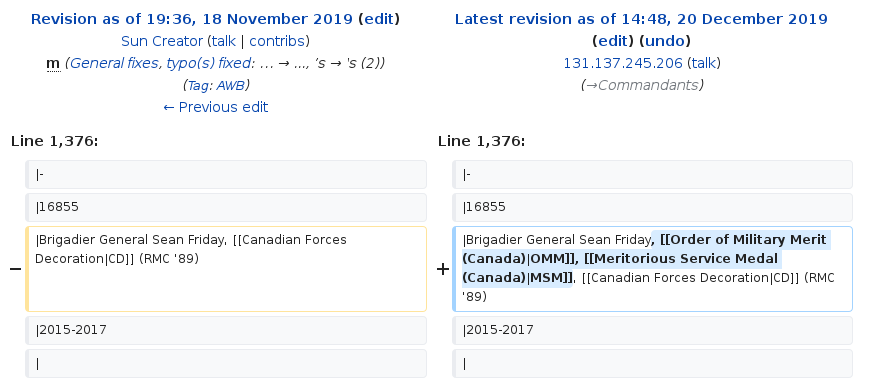 Revision as of 19:36, 18 November 2019 (edit)
Sun Creator (talk | contribs)
m (General fixes, typo(s) fixed: … → ..., ’s → 's (2))
(Tag: AWB)
← Previous edit
Latest revision as of 14:48, 20 December 2019
(edit) (undo)
131.137.245.206 (talk)
(→Commandants)
Line 1,376:
Line 1,376:
|-
|-
|16855
|16855
− |Brigadier General Sean Friday, [[Canadian Forces
Decoration|CD]] (RMC '89)
+ |Brigadier General Sean Friday, [[Order of Military Merit
(Canada)|OMM]], [[Meritorious Service Medal
(Canada)|MSM]], [[Canadian Forces Decoration|CD]] (RMC
'89)
|2015-2017
|2015-2017
|
|